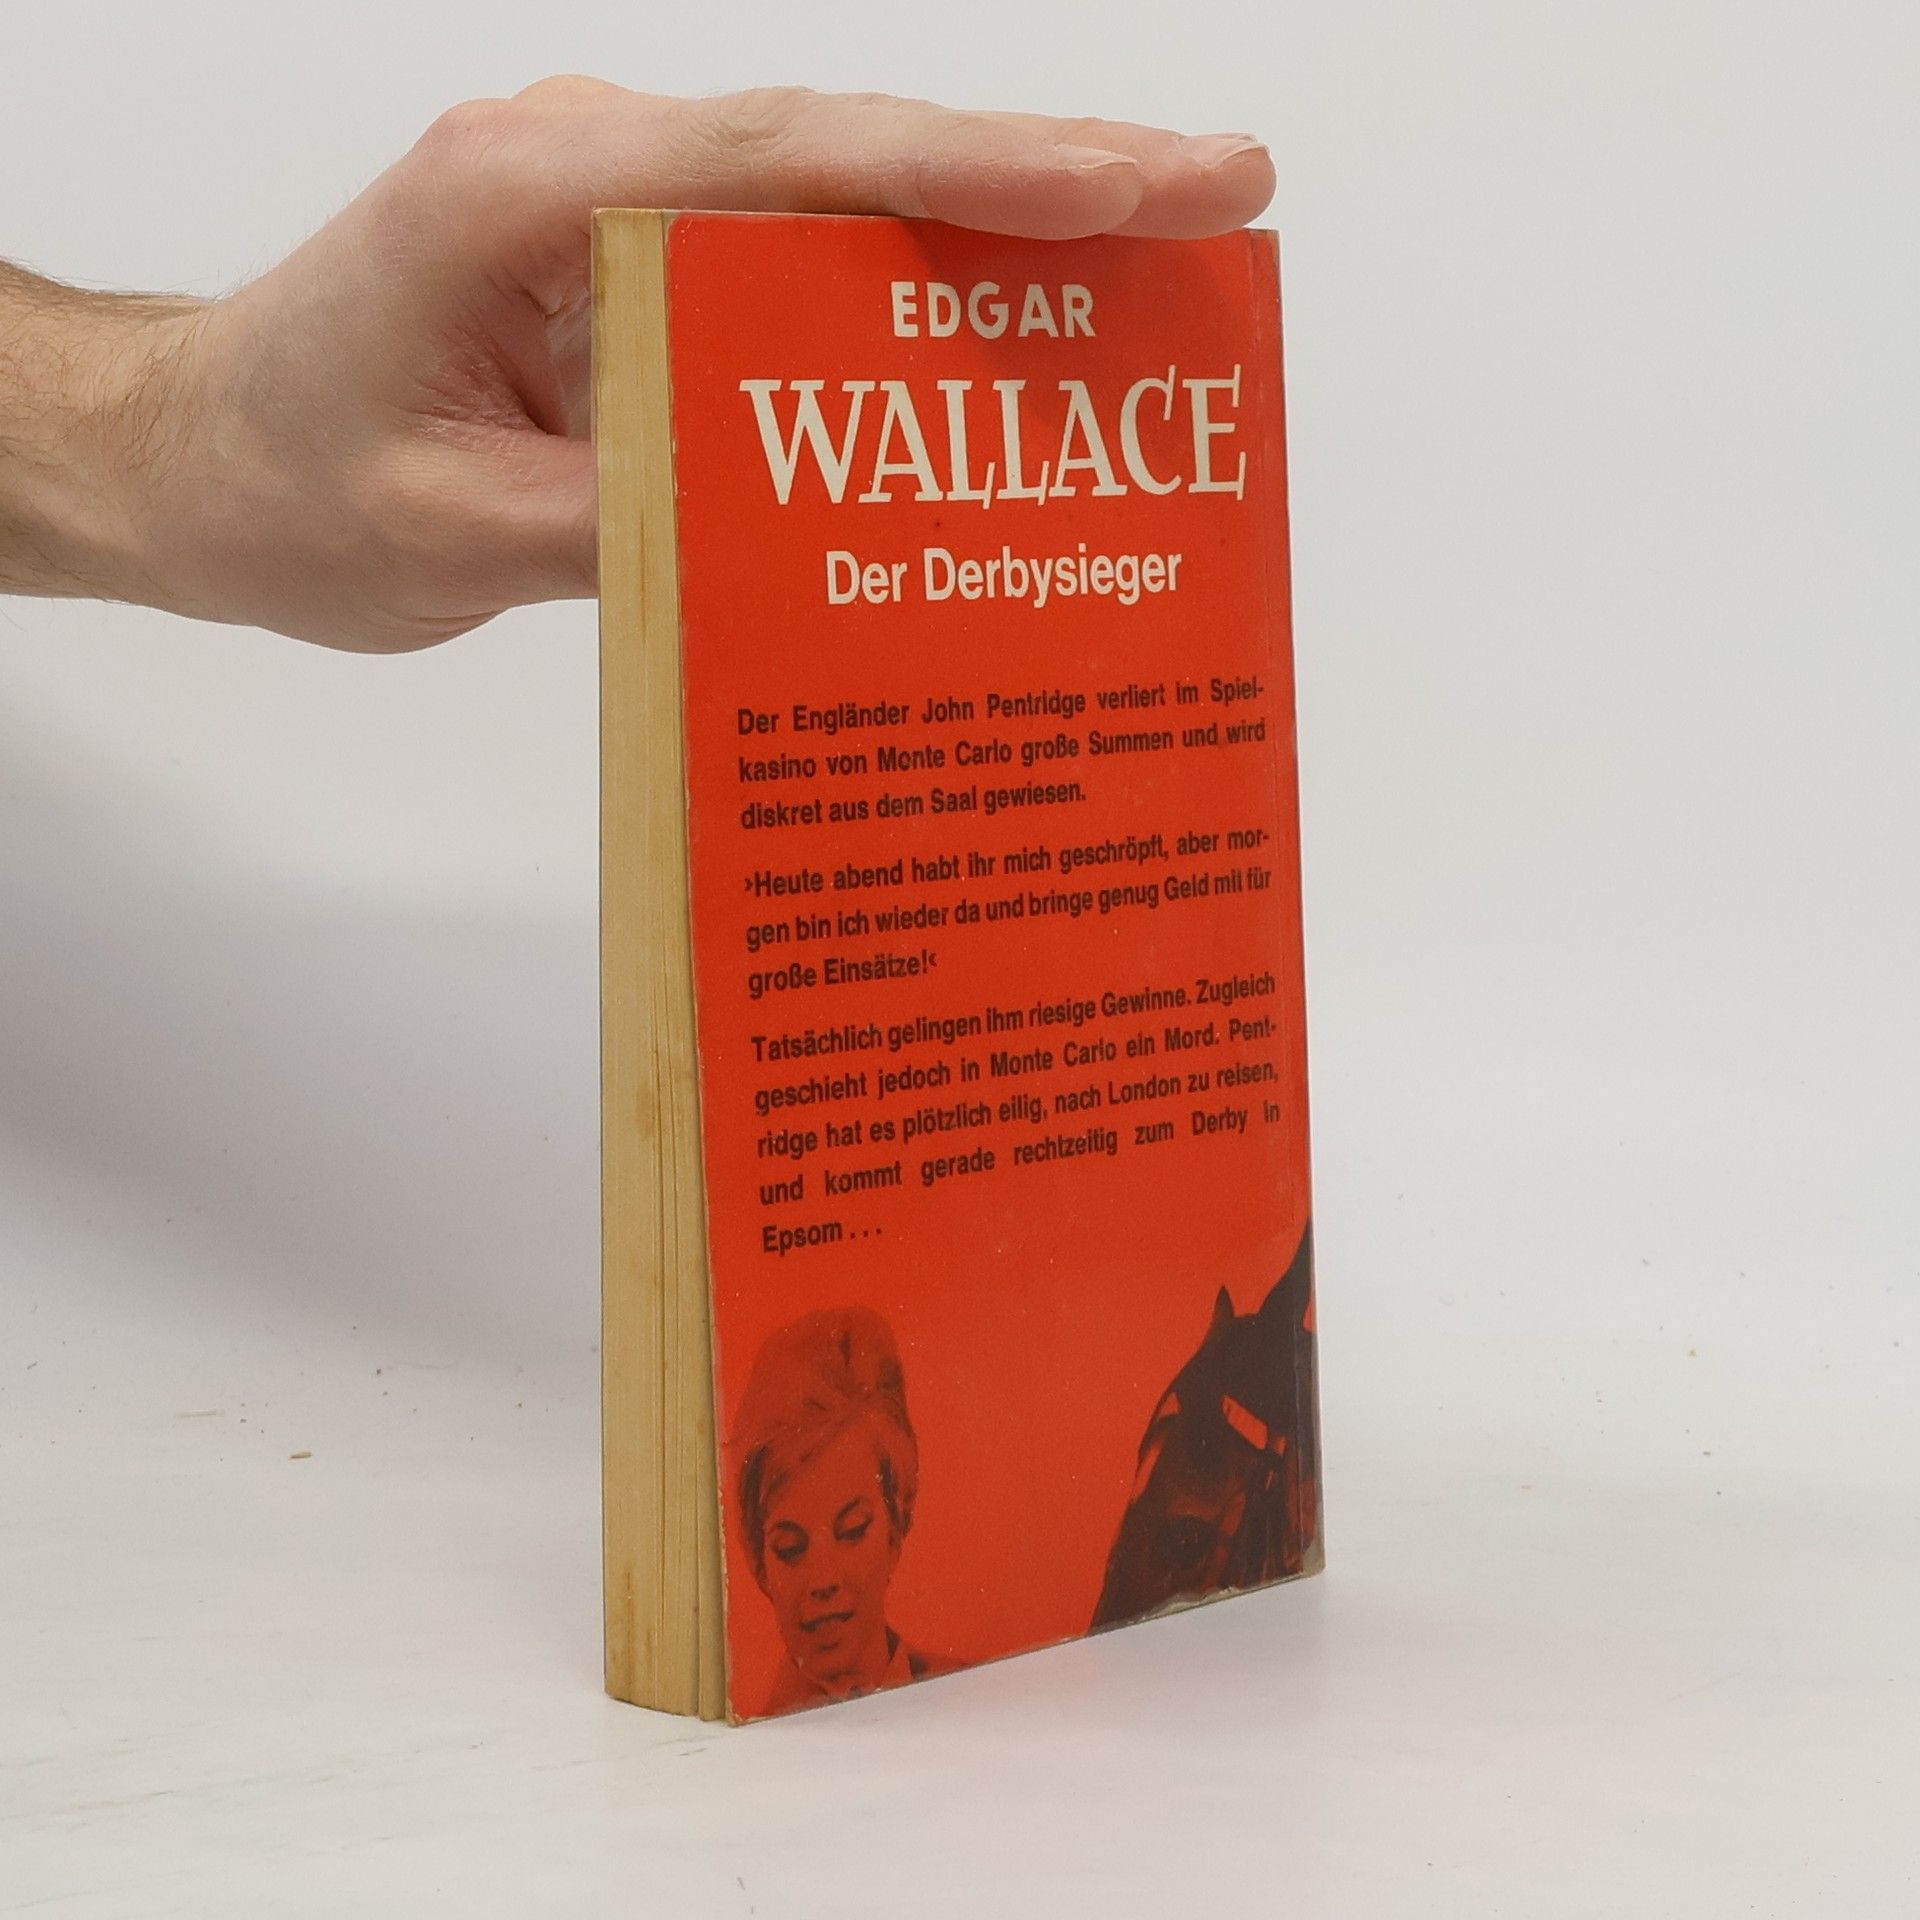 EDGAR
WALLACE
Der Derbysieger
Der Engländer John Pentridge verliert im Spiel-
kasino von Monte Carlo große Summen und wird
diskret aus dem Saal gewiesen.
›Heute abend habt ihr mich geschröpft, aber mor-
gen bin ich wieder da und bringe genug Geld mit für
große Einsätze!‹
Tatsächlich gelingen ihm riesige Gewinne. Zugleich
geschieht jedoch in Monte Carlo ein Mord. Pent-
ridge hat es plötzlich eilig, nach London zu reisen,
und kommt gerade rechtzeitig zum Derby in
Epsom . . .